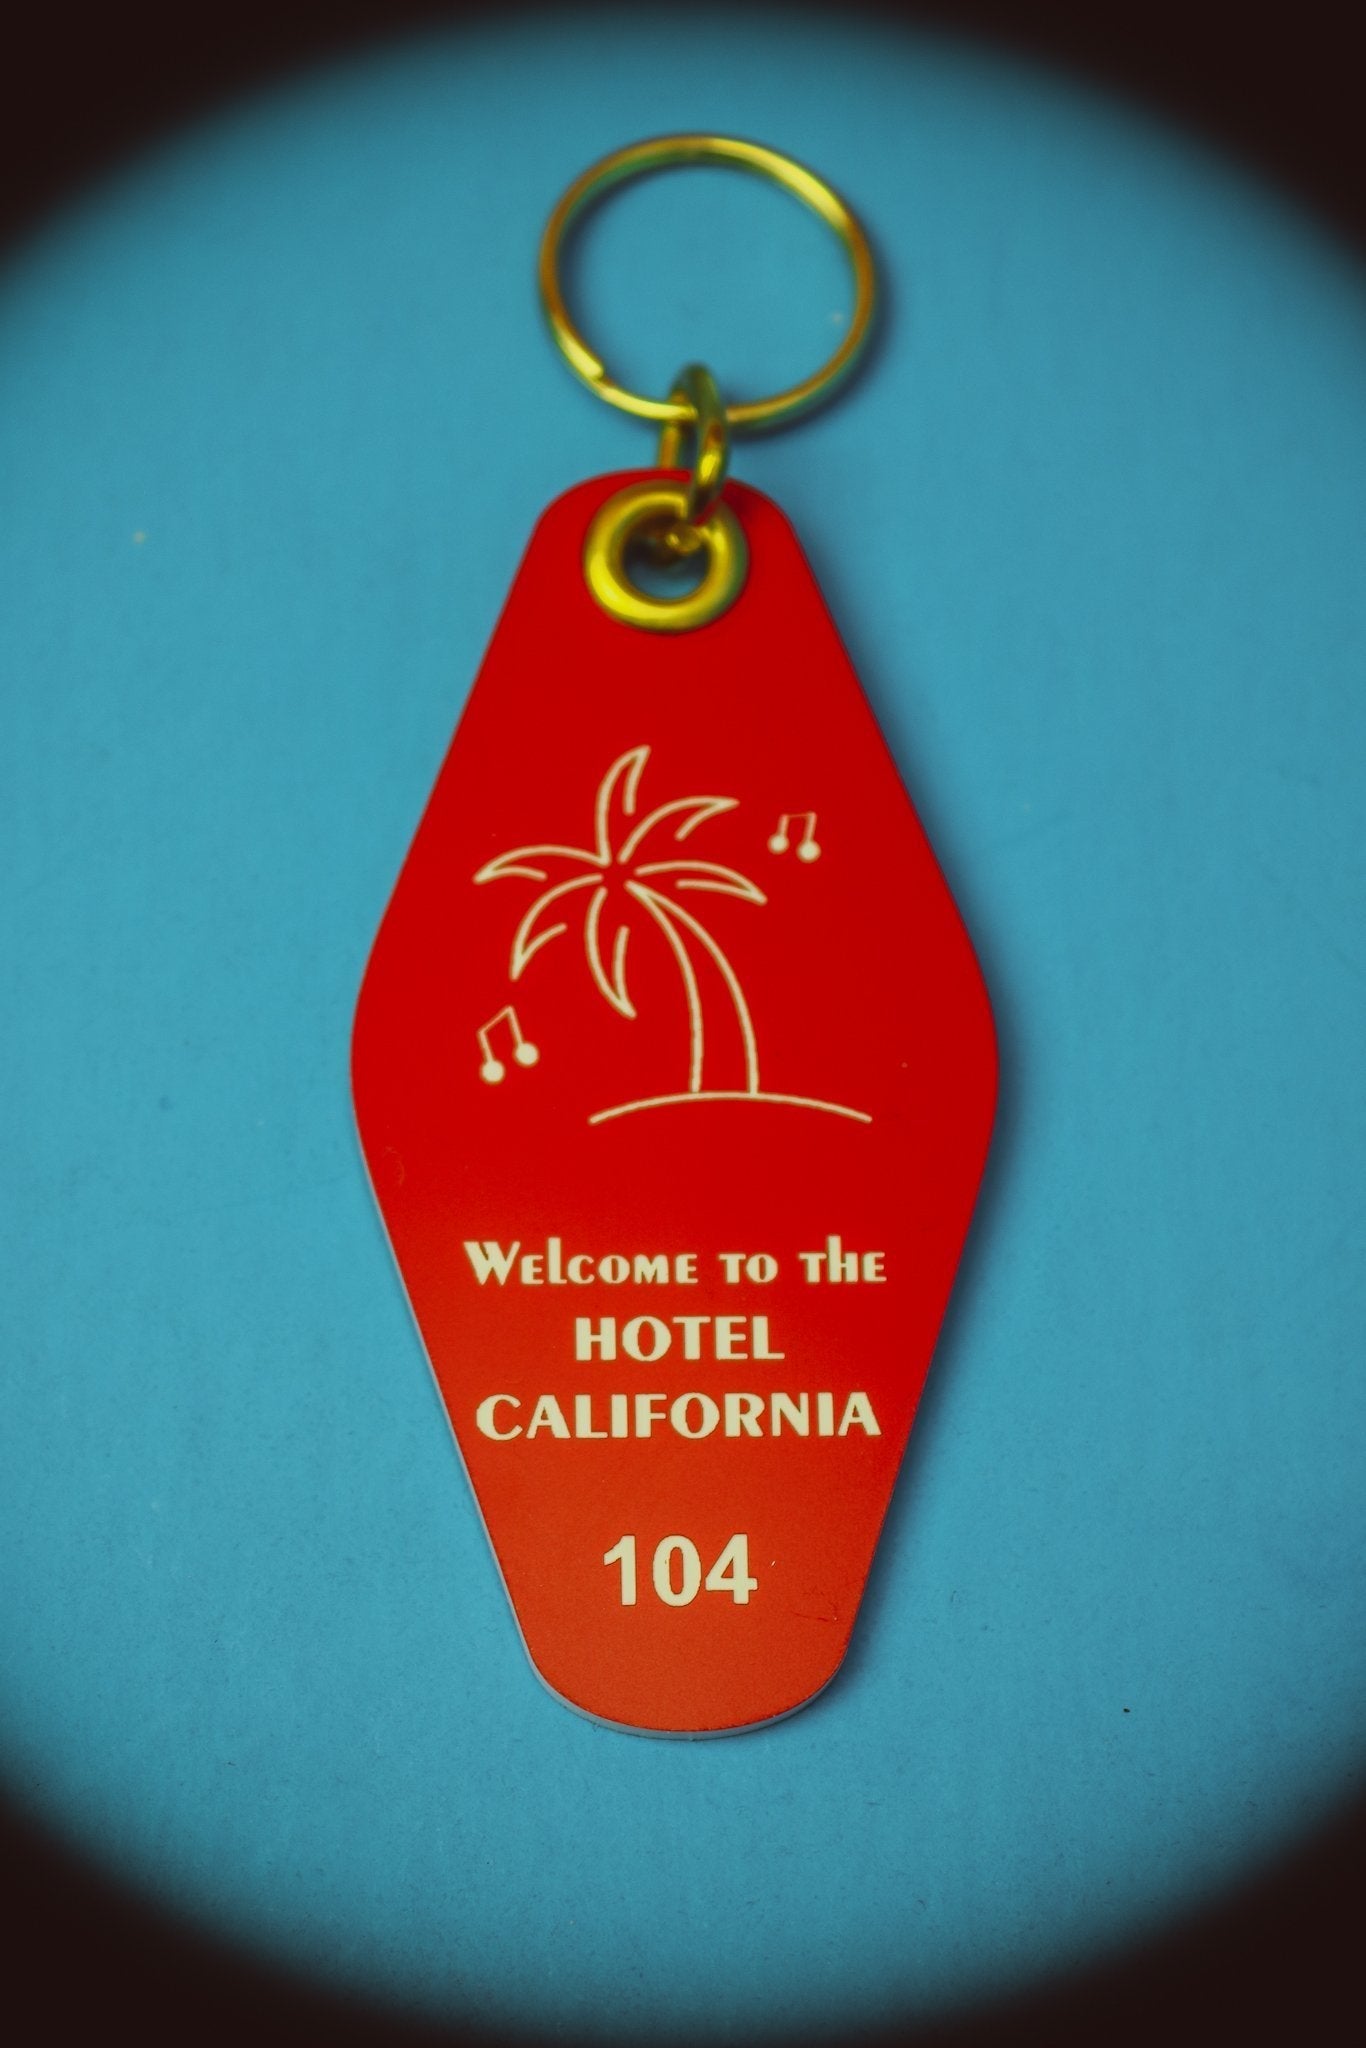 Welcome to the
HOTEL
CALIFORNIA
104